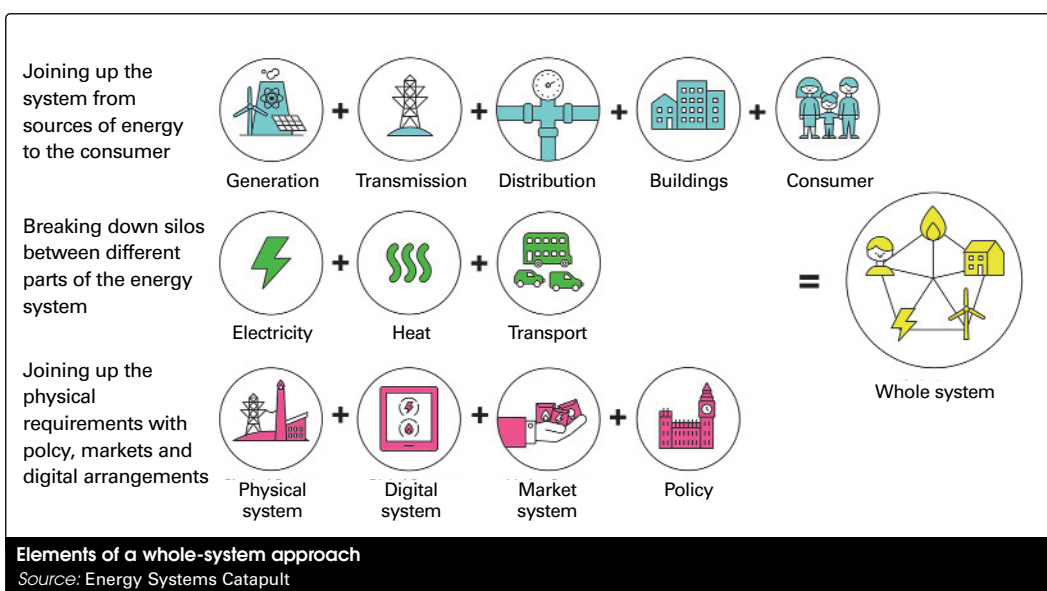 Joining up the
system from
sources of energy
to the consumer
+
+
+
+
Generation
Transmission
Distribution
Buildings
Consumer
Breaking down silos
between different
parts of the energy
system
+
+
=
Electricity
Heat
Transport
Whole system
Joining up the
physical
requirements with
polcy, markets and
digital arrangements
+
+
+
Physical
system
Digital
system
Market
system
Policy
Elements of a whole-system approach
Source: Energy Systems Catapult